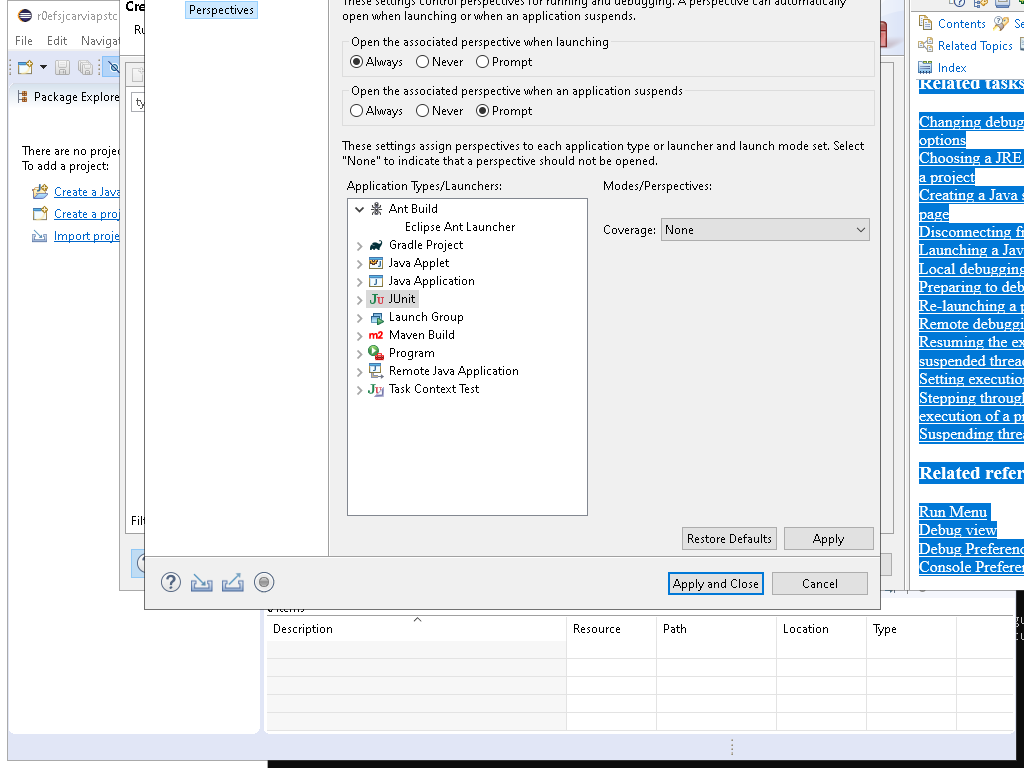 r0efsjcarviapstc
Cre
File Edit Navigat
Ru
Package Explore
ty
There are no projec
To add a project:
Create a Java
Create a proj
Import proje
Filt
Perspectives
These settings control perspectives for running and debugging. A perspective can automatically
open when launching or when an application suspends.
Open the associated perspective when launching
Always Never Prompt
Open the associated perspective when an application suspends
Always Never Prompt
These settings assign perspectives to each application type or launcher and launch mode set. Select
"None" to indicate that a perspective should not be opened.
Application Types/Launchers:
Modes/Perspectives:
Ant Build
Eclipse Ant Launcher
Gradle Project
Java Applet
Java Application
JUnit
Launch Group
Maven Build
Program
Remote Java Application
Task Context Test
Coverage: None
Restore Defaults Apply
Apply and Close Cancel
Contents Se
Related Topics
Index
Related tasks
Changing debug
options
Choosing a JRE
a project
Creating a Java s
page
Disconnecting fr
Launching a Jav
Local debugging
Preparing to deb
Re-launching a p
Remote debuggi
Resuming the ex
suspended threa
Setting execution
Stepping through
execution of a pr
Suspending threa
Related refer
Run Menu
Debug view
Debug Preferenc
Console Preferen
0 items
Description Resource Path Location Type